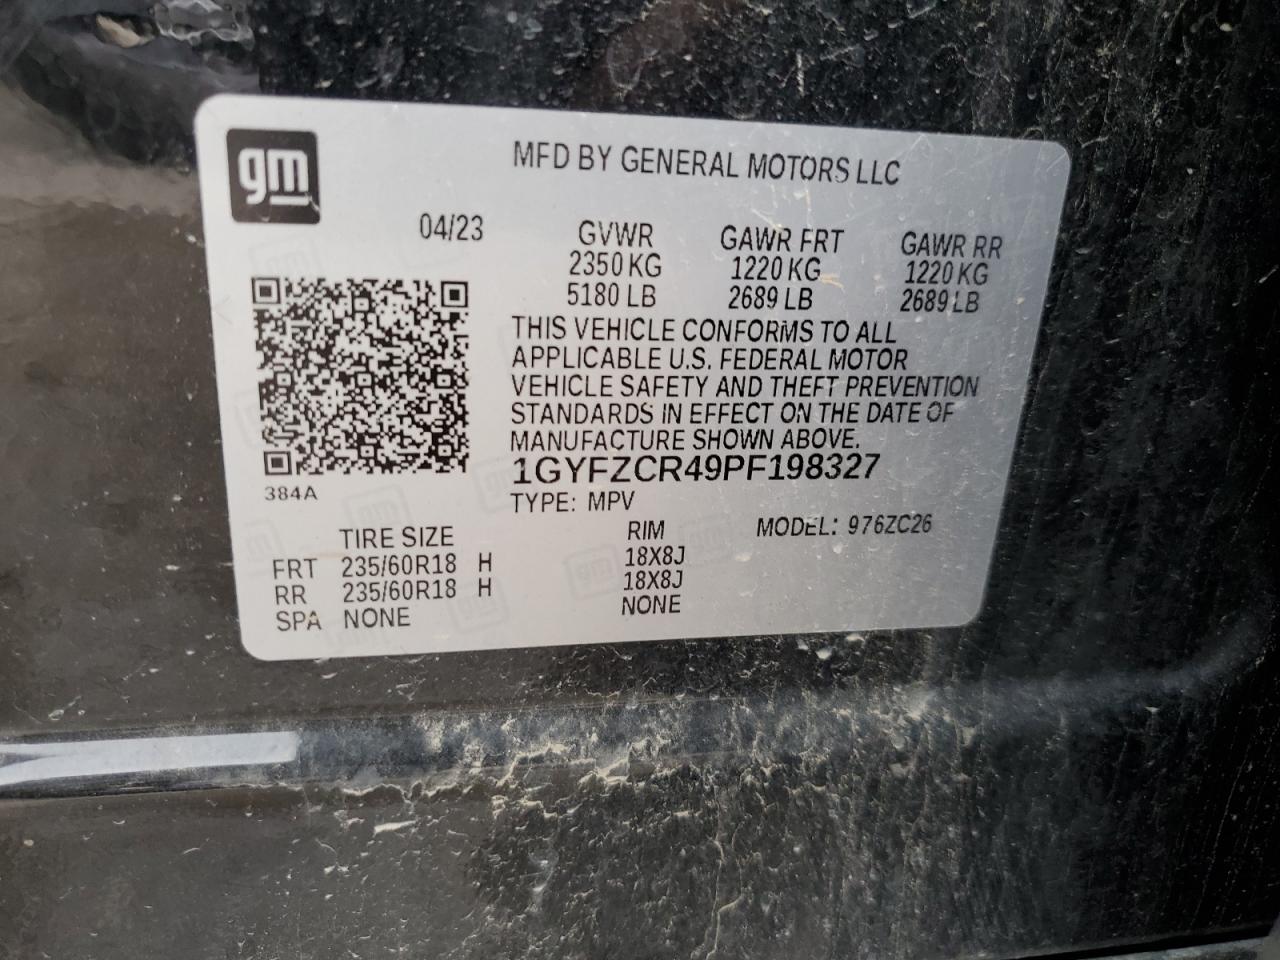 gm
MFD BY GENERAL MOTORS LLC
04/23
GVWR GAWR FRT GAWR RR
2350 KG 1220 KG 1220 KG
5180 LB 2689 LB 2689 LB
THIS VEHICLE CONFORMS TO ALL
APPLICABLE U.S. FEDERAL MOTOR
VEHICLE SAFETY AND THEFT PREVENTION
STANDARDS IN EFFECT ON THE DATE OF
MANUFACTURE SHOWN ABOVE.
1GYFZCR49PF198327
384A
TYPE: MPV
TIRE SIZE RIM MODEL: 976ZC26
FRT 235/60R18 H 18X8J
RR 235/60R18 H 18X8J
SPA NONE NONE